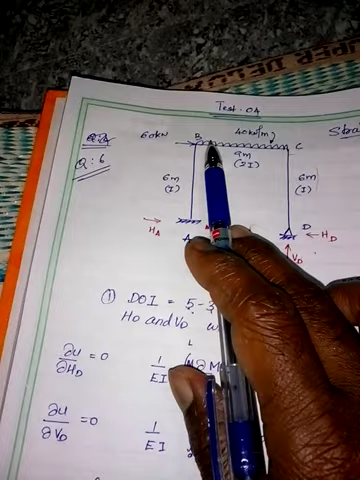 Test-04
Q:6
60KN
B
40kN/m
C
9m
(2I)
6m
(I)
6m
(I)
HA
A
D
HD
VD
① DOI = 5-3
HD and VD
∂U/∂HD = 0
1/EI
∂U/∂VD = 0
1/EI